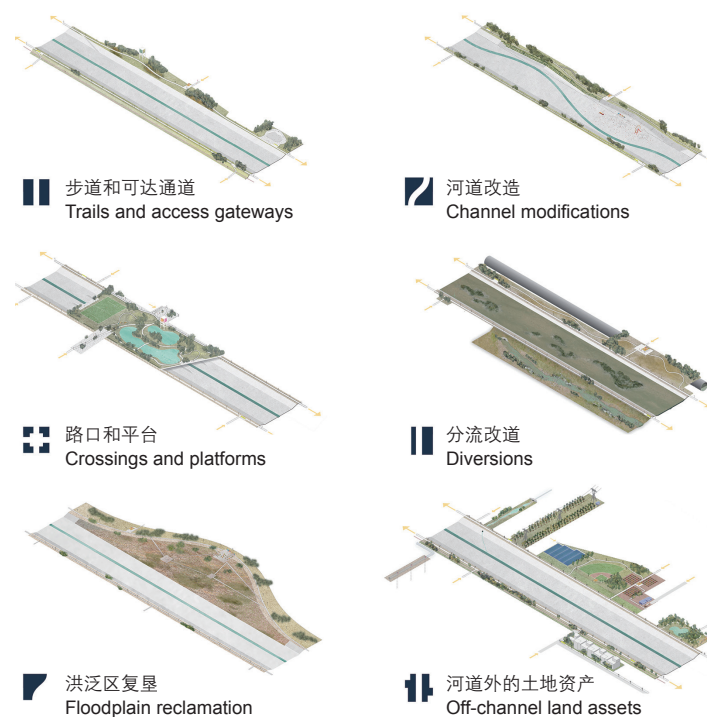 步道和可达通道
Trails and access gateways
河道改造
Channel modifications
路口和平台
Crossings and platforms
分流改道
Diversions
洪泛区复垦
Floodplain reclamation
河道外的土地资产
Off-channel land assets